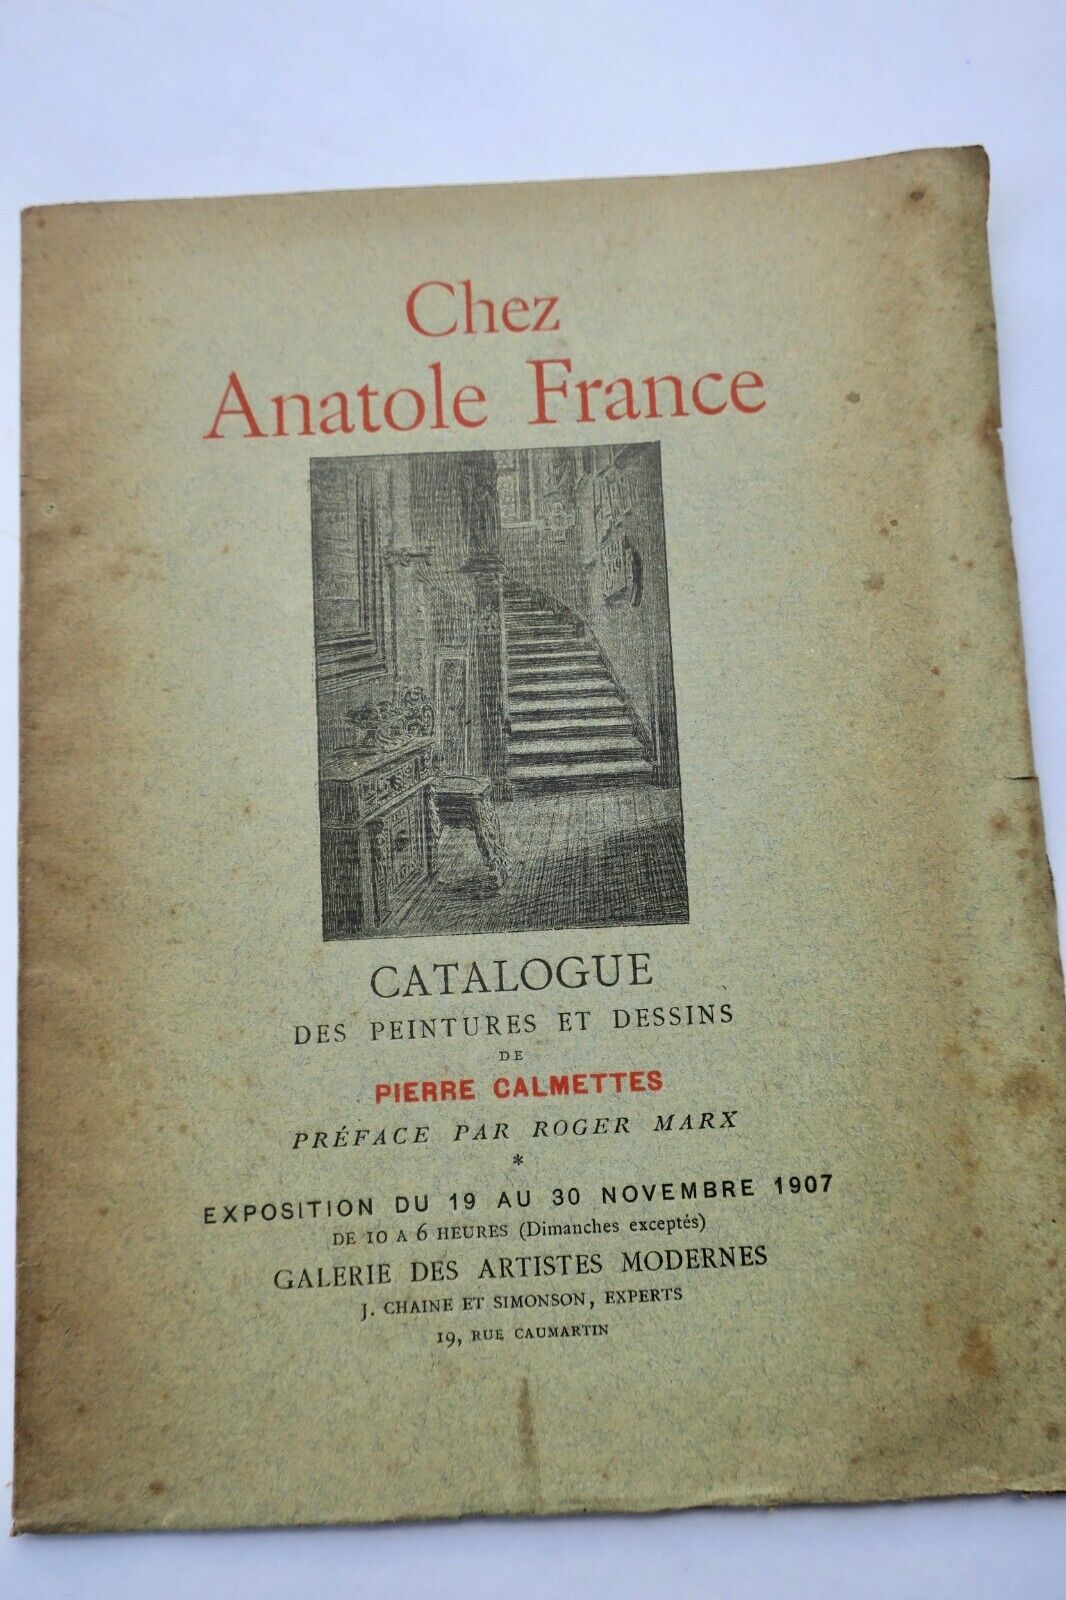 Chez
Anatole France
CATALOGUE
DES PEINTURES ET DESSINS
DE
PIERRE CALMETTES
PRÉFACE PAR ROGER MARX
*
EXPOSITION DU 19 AU 30 NOVEMBRE 1907
DE 10 A 6 HEURES (Dimanches exceptés)
GALERIE DES ARTISTES MODERNES
J. CHAINE ET SIMONSON, EXPERTS
19, RUE CAUMARTIN